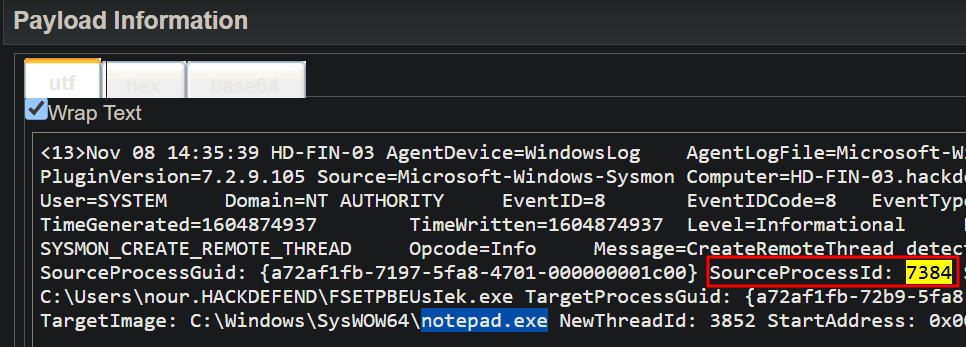 Payload Information
utf hex base64
Wrap Text
<13>Nov 08 14:35:39 HD-FIN-03 AgentDevice=WindowsLog AgentLogFile=Microsoft-Wi
PluginVersion=7.2.9.105 Source=Microsoft-Windows-Sysmon Computer=HD-FIN-03.hackde
User=SYSTEM Domain=NT AUTHORITY EventID=8 EventIDCode=8 EventType
TimeGenerated=1604874937 TimeWritten=1604874937 Level=Informational
SYSMON_CREATE_REMOTE_THREAD Opcode=Info Message=CreateRemoteThread detect
SourceProcessGuid: {a72af1fb-7197-5fa8-4701-000000001c00} SourceProcessId: 7384
C:\Users\nour.HACKDEFEND\FSETPBEUsIek.exe TargetProcessGuid: {a72af1fb-72b9-5fa8
TargetImage: C:\Windows\SysWOW64\notepad.exe NewThreadId: 3852 StartAddress: 0x00